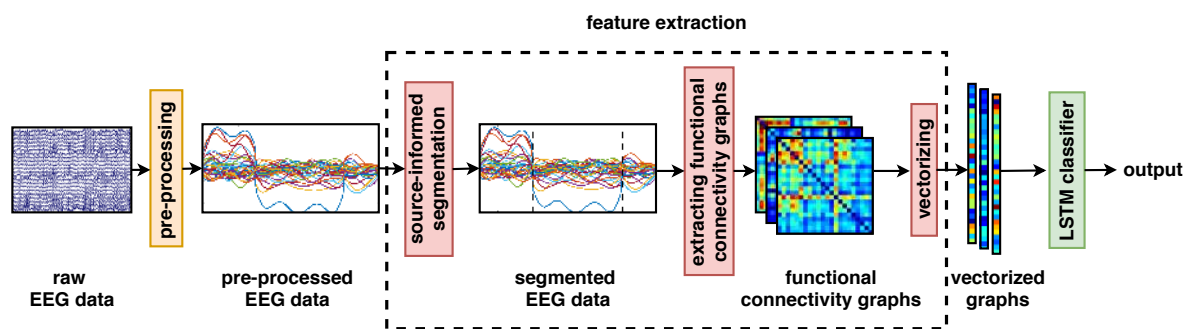 feature extraction
pre-processing
source-informed
segmentation
extracting functional
connectivity graphs
vectorizing
LSTM classifier
output
raw
EEG data
pre-processed
EEG data
segmented
EEG data
functional
connectivity graphs
vectorized
graphs